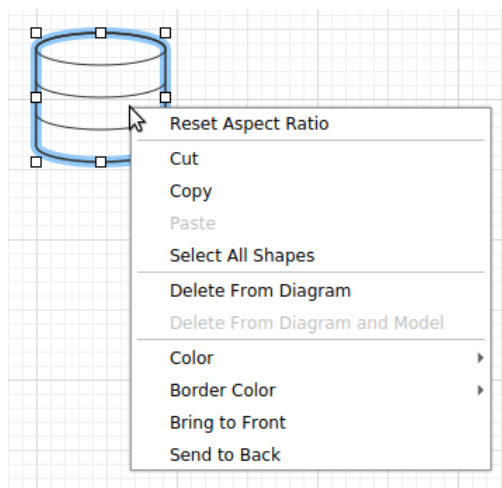 Reset Aspect Ratio
Cut
Copy
Paste
Select All Shapes
Delete From Diagram
Delete From Diagram and Model
Color
Border Color
Bring to Front
Send to Back